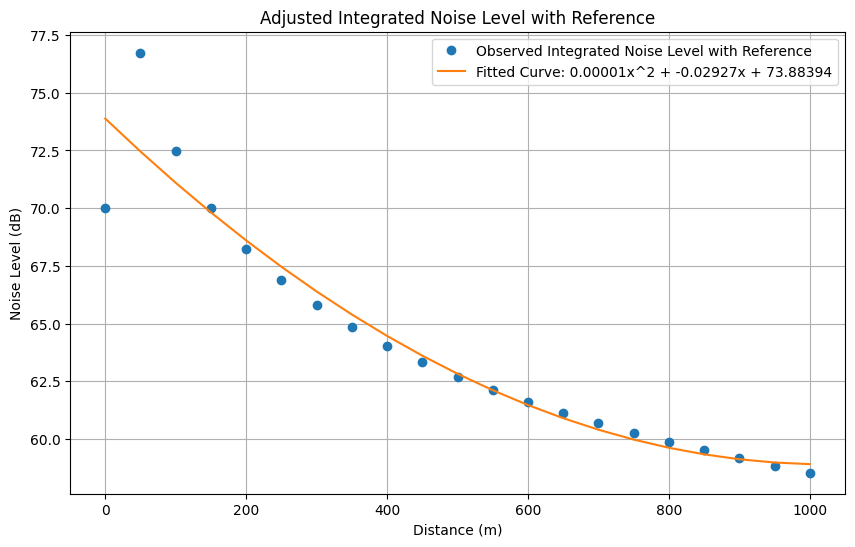 Adjusted Integrated Noise Level with Reference
Observed Integrated Noise Level with Reference
Fitted Curve: 0.00001x^2 + -0.02927x + 73.88394
Noise Level (dB)
77.5
75.0
72.5
70.0
67.5
65.0
62.5
60.0
0 200 400 600 800 1000
Distance (m)